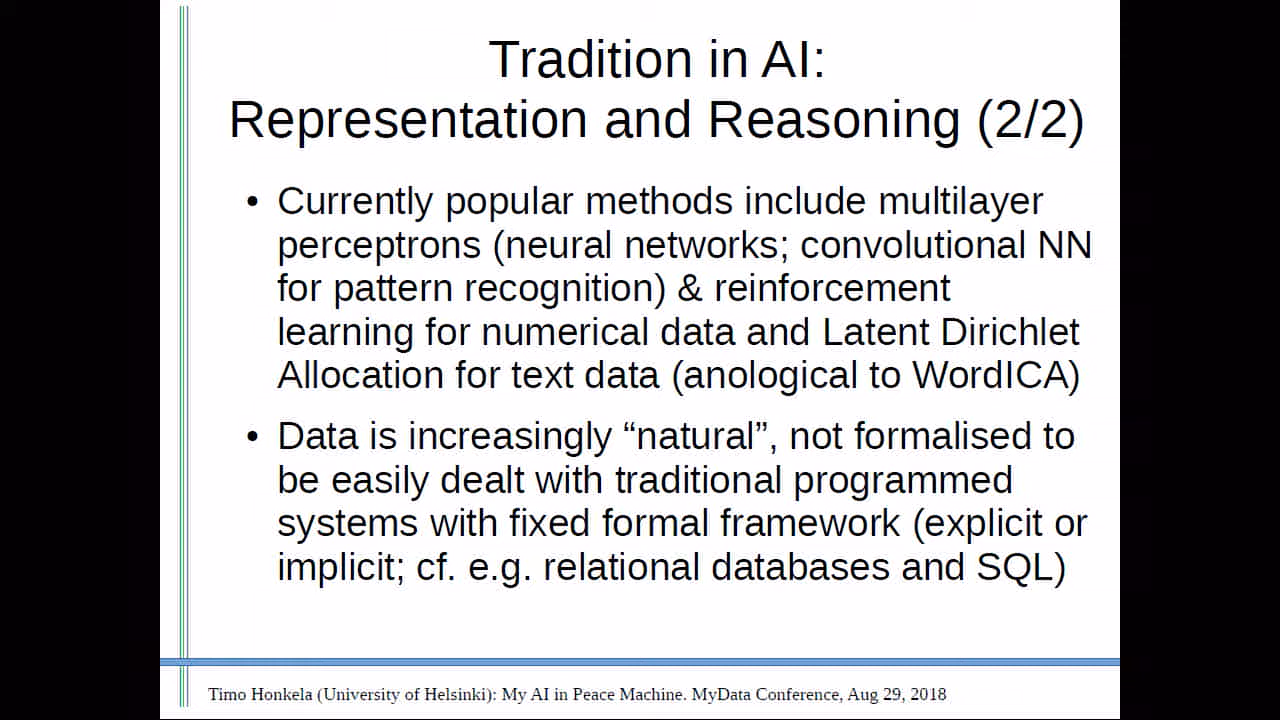 Tradition in AI:
Representation and Reasoning (2/2)
• Currently popular methods include multilayer
perceptrons (neural networks; convolutional NN
for pattern recognition) & reinforcement
learning for numerical data and Latent Dirichlet
Allocation for text data (anological to WordICA)
• Data is increasingly “natural”, not formalised to
be easily dealt with traditional programmed
systems with fixed formal framework (explicit or
implicit; cf. e.g. relational databases and SQL)
Timo Honkela (University of Helsinki): My AI in Peace Machine. MyData Conference, Aug 29, 2018